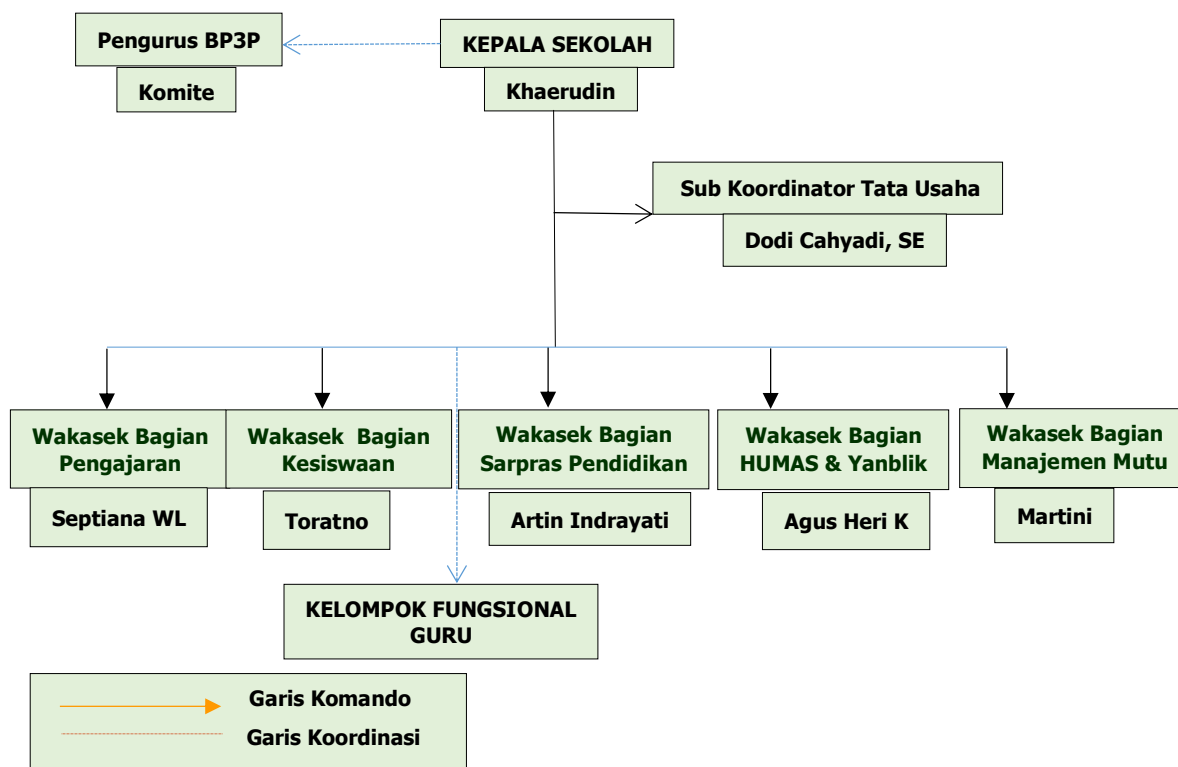 Pengurus BP3P
Komite
KEPALA SEKOLAH
Khaerudin
Sub Koordinator Tata Usaha
Dodi Cahyadi, SE
Wakasek Bagian
Pengajaran
Septiana WL
Wakasek Bagian
Kesiswaan
Toratno
Wakasek Bagian
Sarpras Pendidikan
Artin Indrayati
Wakasek Bagian
HUMAS & Yanblik
Agus Heri K
Wakasek Bagian
Manajemen Mutu
Martini
KELOMPOK FUNGSIONAL
GURU
Garis Komando
Garis Koordinasi